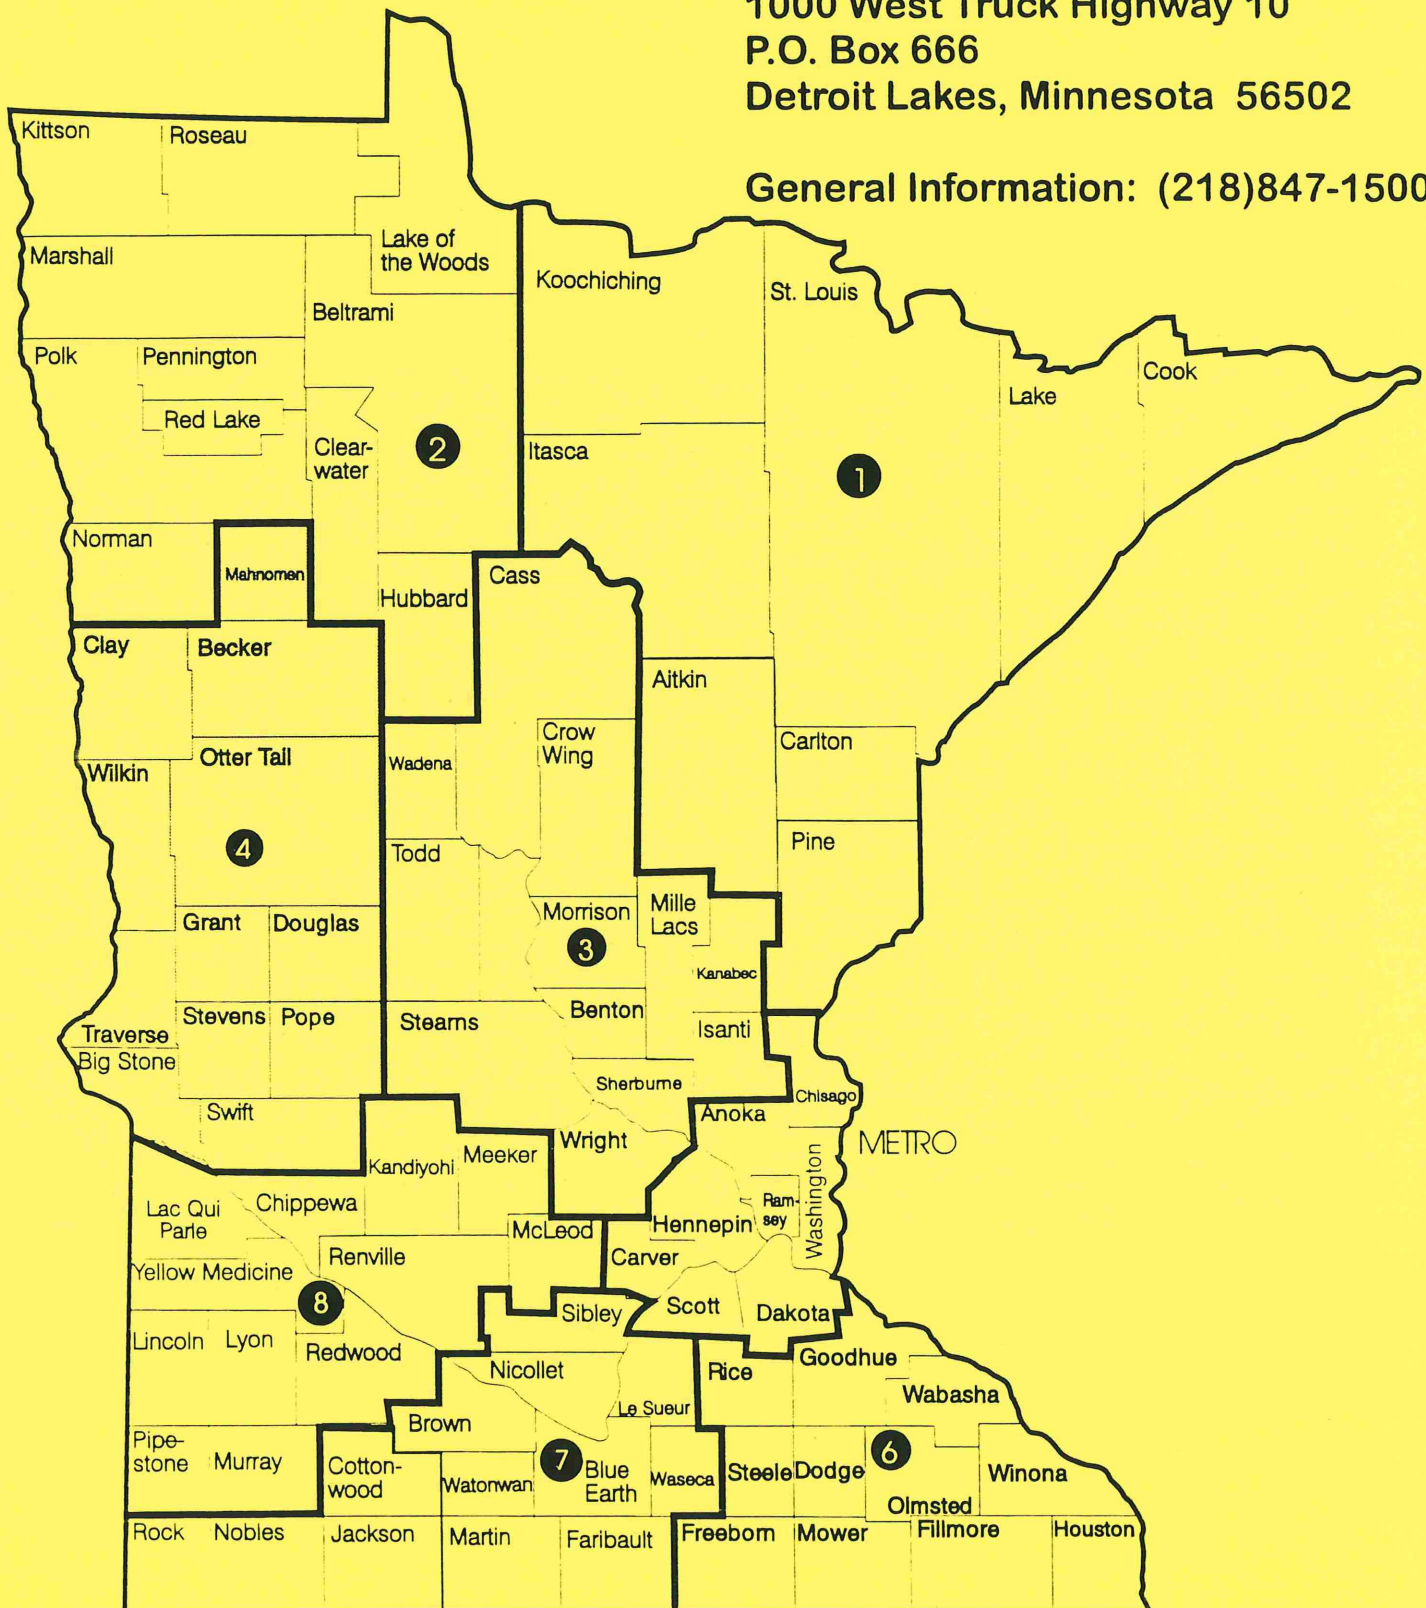 1000 West Truck Highway 10
P.O. Box 666
Detroit Lakes, Minnesota 56502
General Information: (218)847-1500
Kittson
Roseau
Lake of
the Woods
Marshall
Koochiching
St. Louis
Beltrami
Polk
Pennington
Cook
Lake
Red Lake
Clear-
water
2
Itasca
1
Norman
Mahnomen
Cass
Hubbard
Clay
Becker
Aitkin
Crow
Wing
Carlton
Otter Tail
Wadena
Wilkin
4
Todd
Pine
Grant
Douglas
Morrison
Mille
Lacs
3
Kanabec
Stevens
Pope
Stearns
Benton
Isanti
Traverse
Big Stone
Sherburne
Chisago
Swift
Anoka
Wright
METRO
Kandiyohi
Meeker
Washington
Lac Qui
Parle
Chippewa
Ram-
sey
Hennepin
McLeod
Carver
Renville
Yellow Medicine
8
Sibley
Scott
Dakota
Lincoln
Lyon
Redwood
Nicollet
Rice
Goodhue
Wabasha
Le Sueur
Brown
Pipe-
stone
Murray
Cotton-
wood
Watonwan
7
Blue
Earth
Waseca
Steele
Dodge
6
Winona
Olmsted
Rock
Nobles
Jackson
Martin
Faribault
Freeborn
Mower
Fillmore
Houston